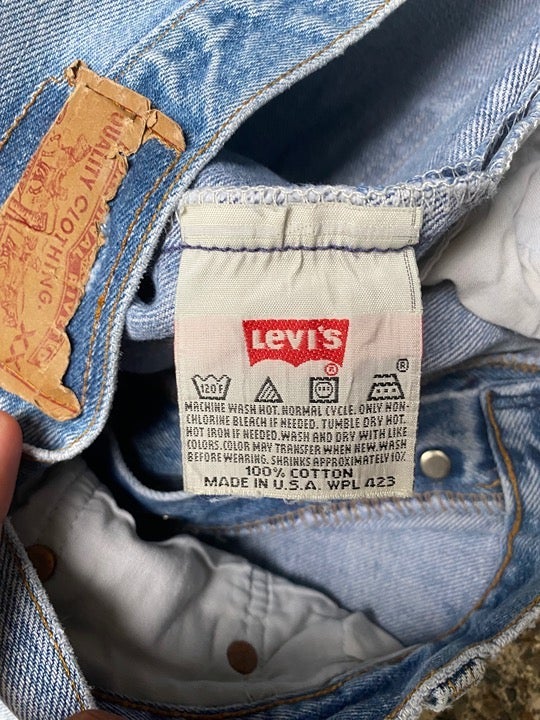 QUALITY CLOTHING
XX
LEVI'S
®
®
120°F
MACHINE WASH HOT. NORMAL CYCLE. ONLY NON-
CHLORINE BLEACH IF NEEDED. TUMBLE DRY HOT.
HOT IRON IF NEEDED. WASH AND DRY WITH LIKE
COLORS. COLOR MAY TRANSFER WHEN NEW. WASH
BEFORE WEARING. SHRINKS APPROXIMATELY 10%
100% COTTON
MADE IN U.S.A. WPL 423